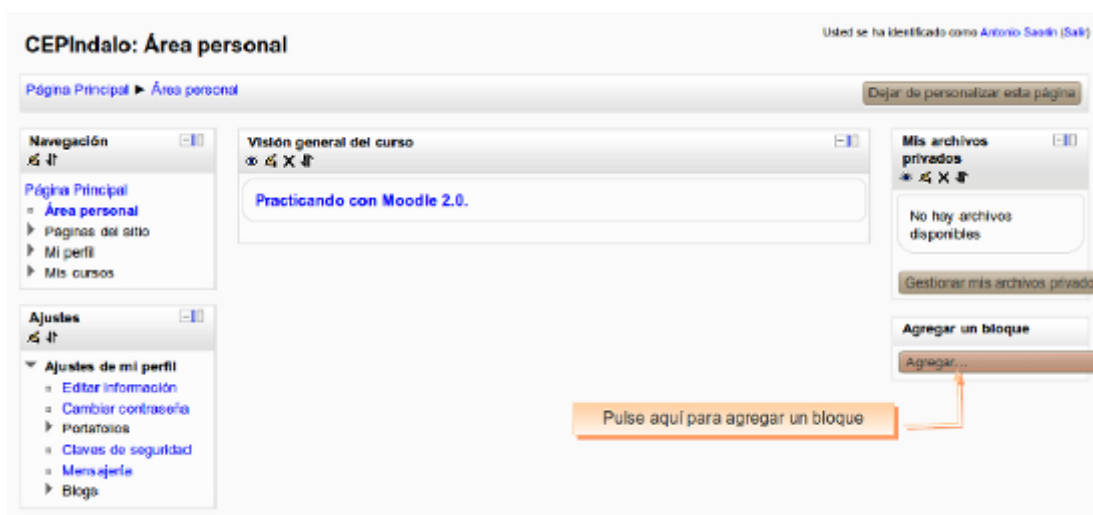 CEPIndalo: Área personal
Usted se ha identificado como Antonio Saorín (Salir)
Página Principal ► Área personal
Dejar de personalizar esta página
Navegación
Página Principal
Área personal
Páginas del sitio
Mi perfil
Mis cursos
Ajustes
Ajustes de mi perfil
Editar información
Cambiar contraseña
Portafolios
Claves de seguridad
Mensajería
Blogs
Visión general del curso
Practicando con Moodle 2.0.
Mis archivos
privados
No hay archivos
disponibles
Gestionar mis archivos privado
Agregar un bloque
Agregar...
Pulse aquí para agregar un bloque